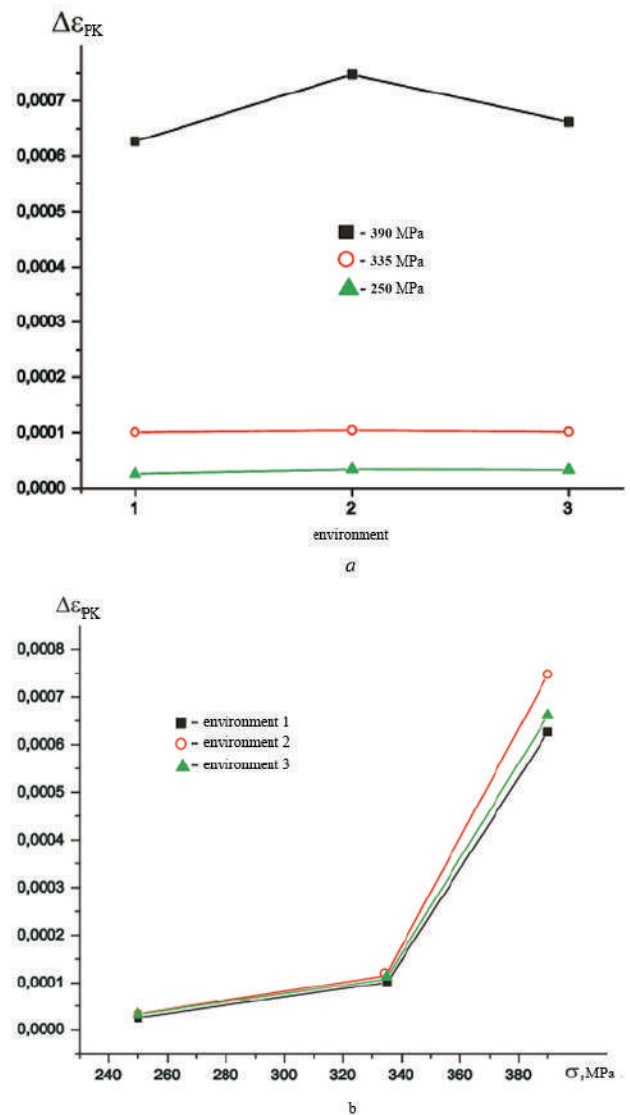 Δε_PK
0,0007
0,0006
0,0005
0,0004
0,0003
0,0002
0,0001
0,0000
- 390 MPa
- 335 MPa
- 250 MPa
1 2 3
environment
a
Δε_PK
0,0008
0,0007
0,0006
0,0005
0,0004
0,0003
0,0002
0,0001
0,0000
- environment 1
- environment 2
- environment 3
240 260 280 300 320 340 360 380 σ, MPa
b